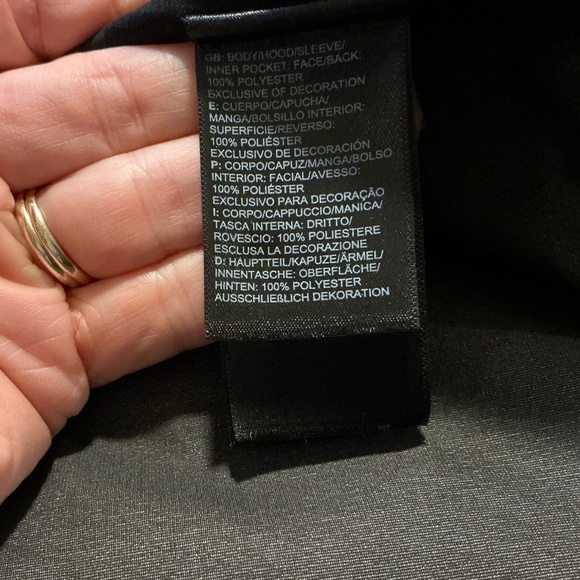 GB: BODY/HOOD/SLEEVE/
INNER POCKET: FACE/BACK:
100% POLYESTER
EXCLUSIVE OF DECORATION
E: CUERPO/CAPUCHA/
MANGA/BOLSILLO INTERIOR:
SUPERFICIE/REVERSO:
100% POLIÉSTER
EXCLUSIVO DE DECORACIÓN
P: CORPO/CAPUZ/MANGA/BOLSO
INTERIOR: FACIAL/AVESSO:
100% POLIÉSTER
EXCLUSIVO PARA DECORAÇÃO
I: CORPO/CAPPUCCIO/MANICA/
TASCA INTERNA: DRITTO/
ROVESCIO: 100% POLIESTERE
ESCLUSA LA DECORAZIONE
D: HAUPTTEIL/KAPUZE/ÄRMEL/
INNENTASCHE: OBERFLÄCHE/
HINTEN: 100% POLYESTER
AUSSCHLIEßLICH DEKORATION